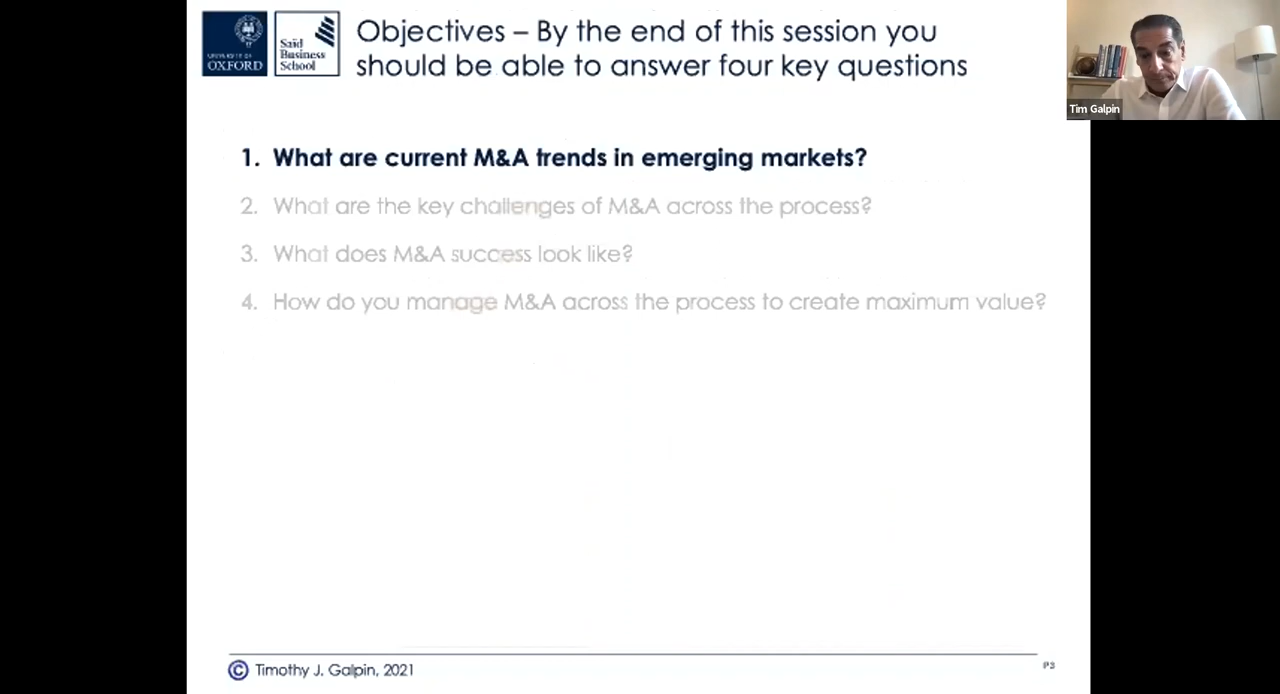 UNIVERSITY OF
OXFORD
Saïd
Business
School
Objectives – By the end of this session you
should be able to answer four key questions
Tim Galpin
1. What are current M&A trends in emerging markets?
2. What are the key challenges of M&A across the process?
3. What does M&A success look like?
4. How do you manage M&A across the process to create maximum value?
© Timothy J. Galpin, 2021
P3